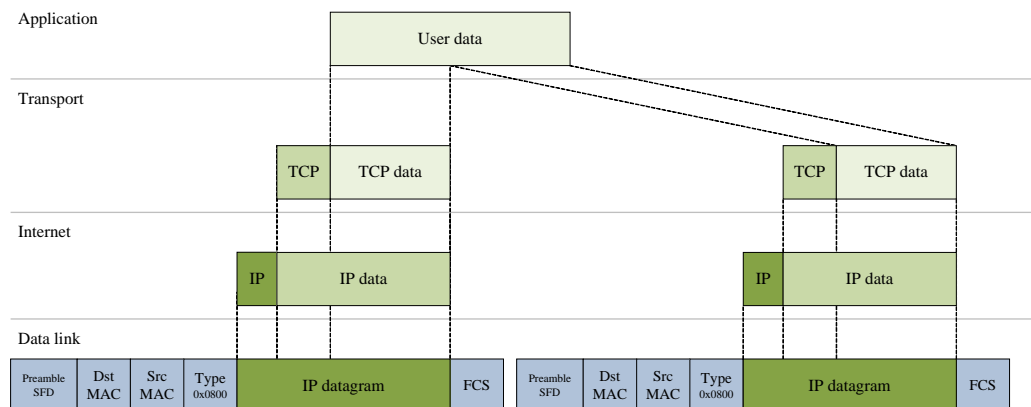 Application
User data
Transport
TCP
TCP data
TCP
TCP data
Internet
IP
IP data
IP
IP data
Data link
Preamble
SFD
Dst
MAC
Src
MAC
Type
0x0800
IP datagram
FCS
Preamble
SFD
Dst
MAC
Src
MAC
Type
0x0800
IP datagram
FCS